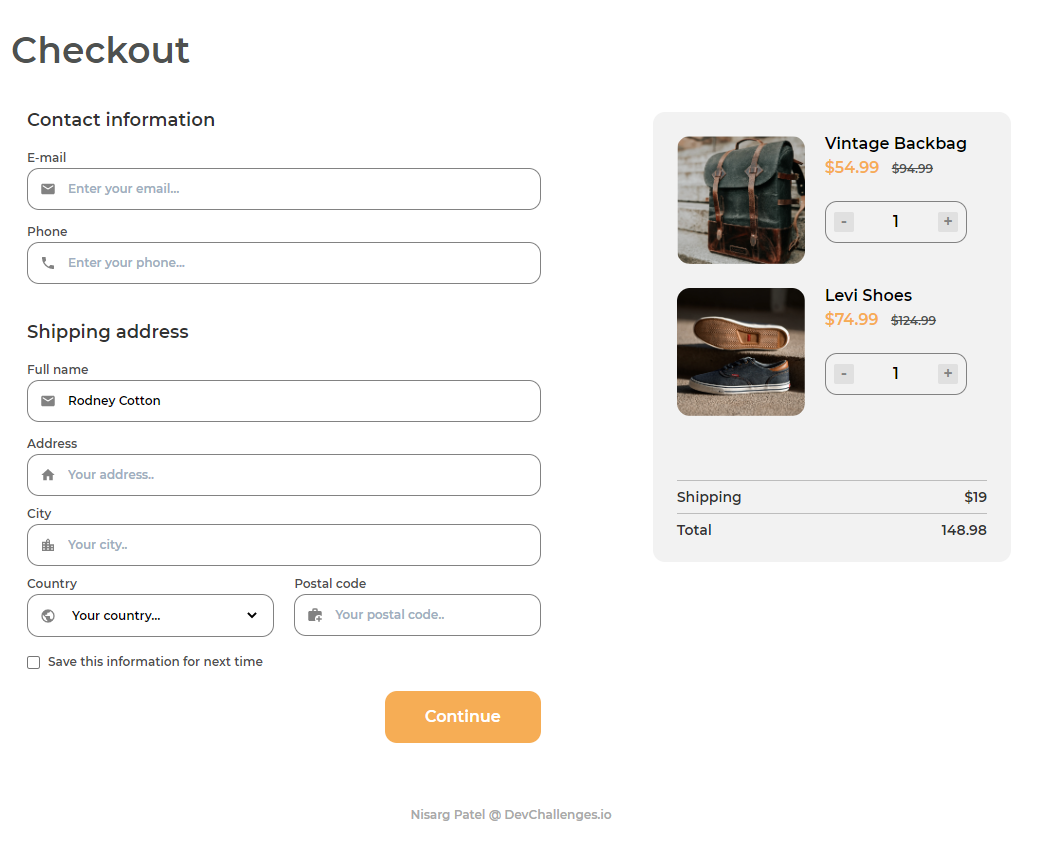 Checkout
Contact information
E-mail
Enter your email...
Phone
Enter your phone...
Shipping address
Full name
Rodney Cotton
Address
Your address..
City
Your city..
Country
Postal code
Your country...
Your postal code..
Save this information for next time
Continue
Vintage Backbag
$54.99 $94.99
- 1 +
Levi Shoes
$74.99 $124.99
- 1 +
Shipping $19
Total 148.98
Nisarg Patel @ DevChallenges.io